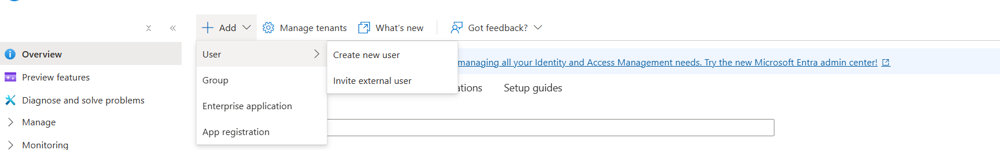 Add
Manage tenants
What's new
Got feedback?
Overview
Preview features
Diagnose and solve problems
Manage
Monitoring
User
Group
Enterprise application
App registration
Create new user
Invite external user
managing all your Identity and Access Management needs. Try the new Microsoft Entra admin center!
ations
Setup guides